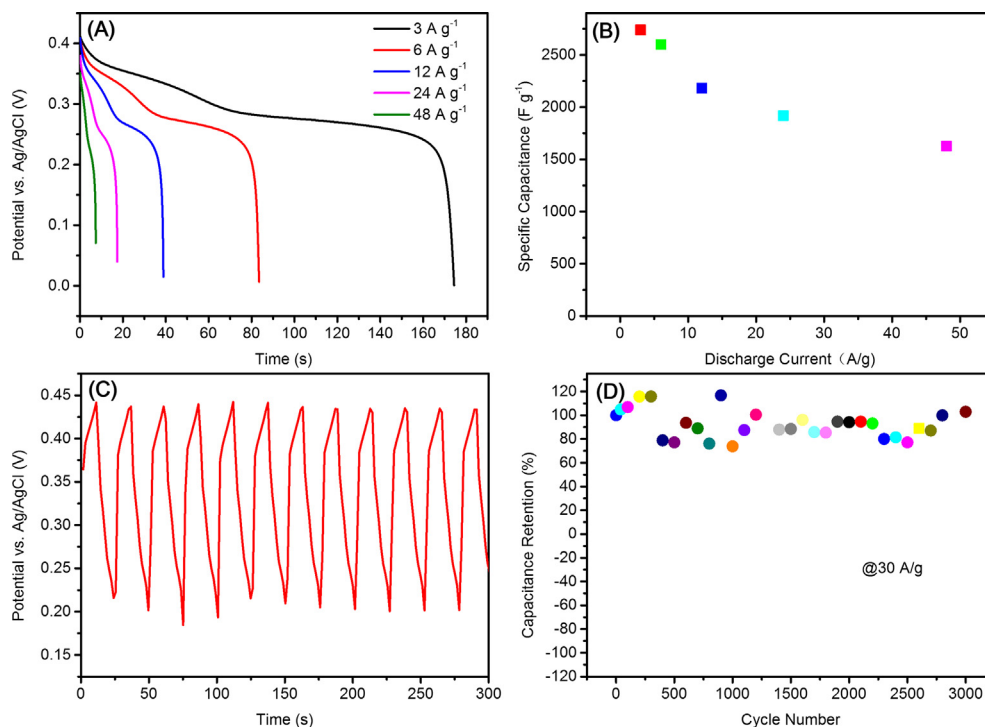 (A)
3 A g-1
6 A g-1
12 A g-1
24 A g-1
48 A g-1
0.4
0.3
0.2
0.1
0.0
Potential vs. Ag/AgCl (V)
0 20 40 60 80 100 120 140 160 180
Time (s)
(B)
2500
2000
1500
1000
500
0
Specific Capacitance (F g-1)
0 10 20 30 40 50
Discharge Current（A/g)
(C)
0.45
0.40
0.35
0.30
0.25
0.20
0.15
Potential vs. Ag/AgCl (V)
0 50 100 150 200 250 300
Time (s)
(D)
120
100
80
60
40
20
0
-20
-40
-60
-80
-100
-120
Capacitance Retention (%)
@30 A/g
0 500 1000 1500 2000 2500 3000
Cycle Number